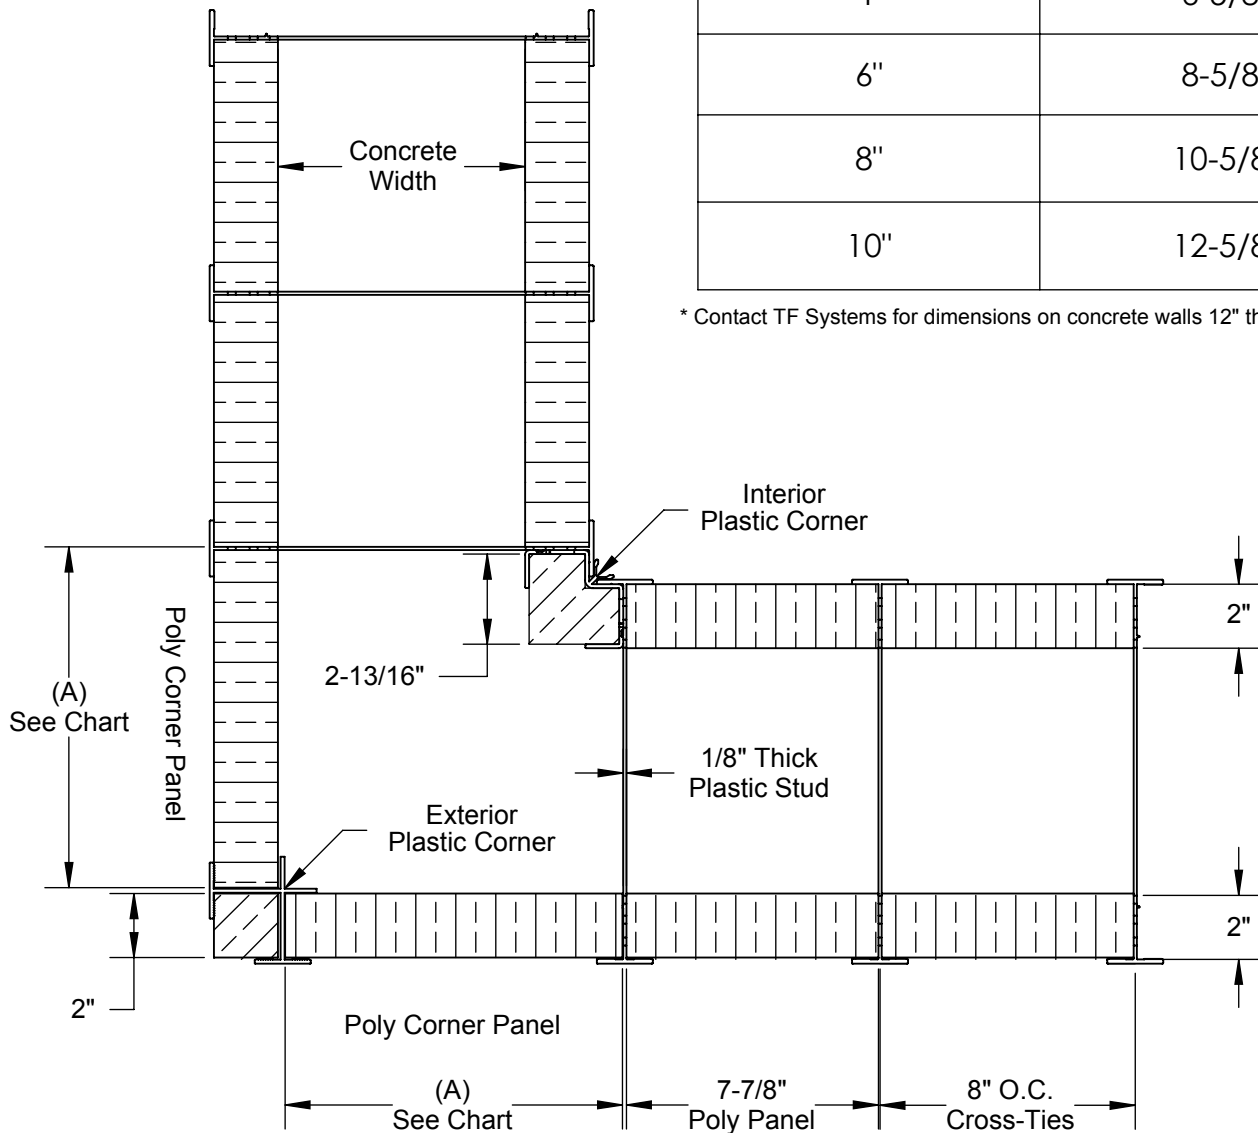 6" 8-5/8
8" 10-5/8
10" 12-5/8
* Contact TF Systems for dimensions on concrete walls 12" th
Concrete
Width
Interior
Plastic Corner
2"
2-13/16"
(A)
See Chart
Poly Corner Panel
1/8" Thick
Plastic Stud
Exterior
Plastic Corner
2"
2"
Poly Corner Panel
(A)
See Chart
7-7/8"
Poly Panel
8" O.C.
Cross-Ties